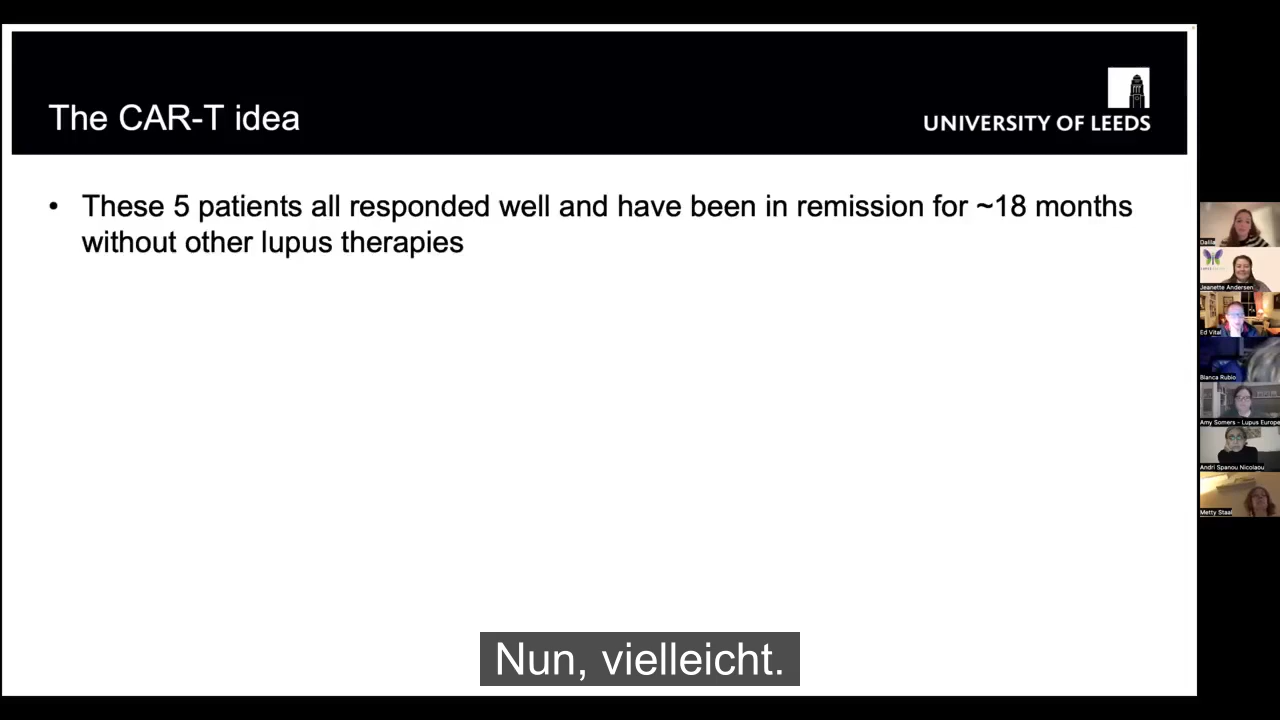 The CAR-T idea
UNIVERSITY OF LEEDS
• These 5 patients all responded well and have been in remission for ~18 months
without other lupus therapies
Dalila
Jeanette Andersen
Ed Vital
Blanca Rubio
Amy Somers - Lupus Europe
Andri Spanou Nicolaou
Metty Staal
Nun, vielleicht.